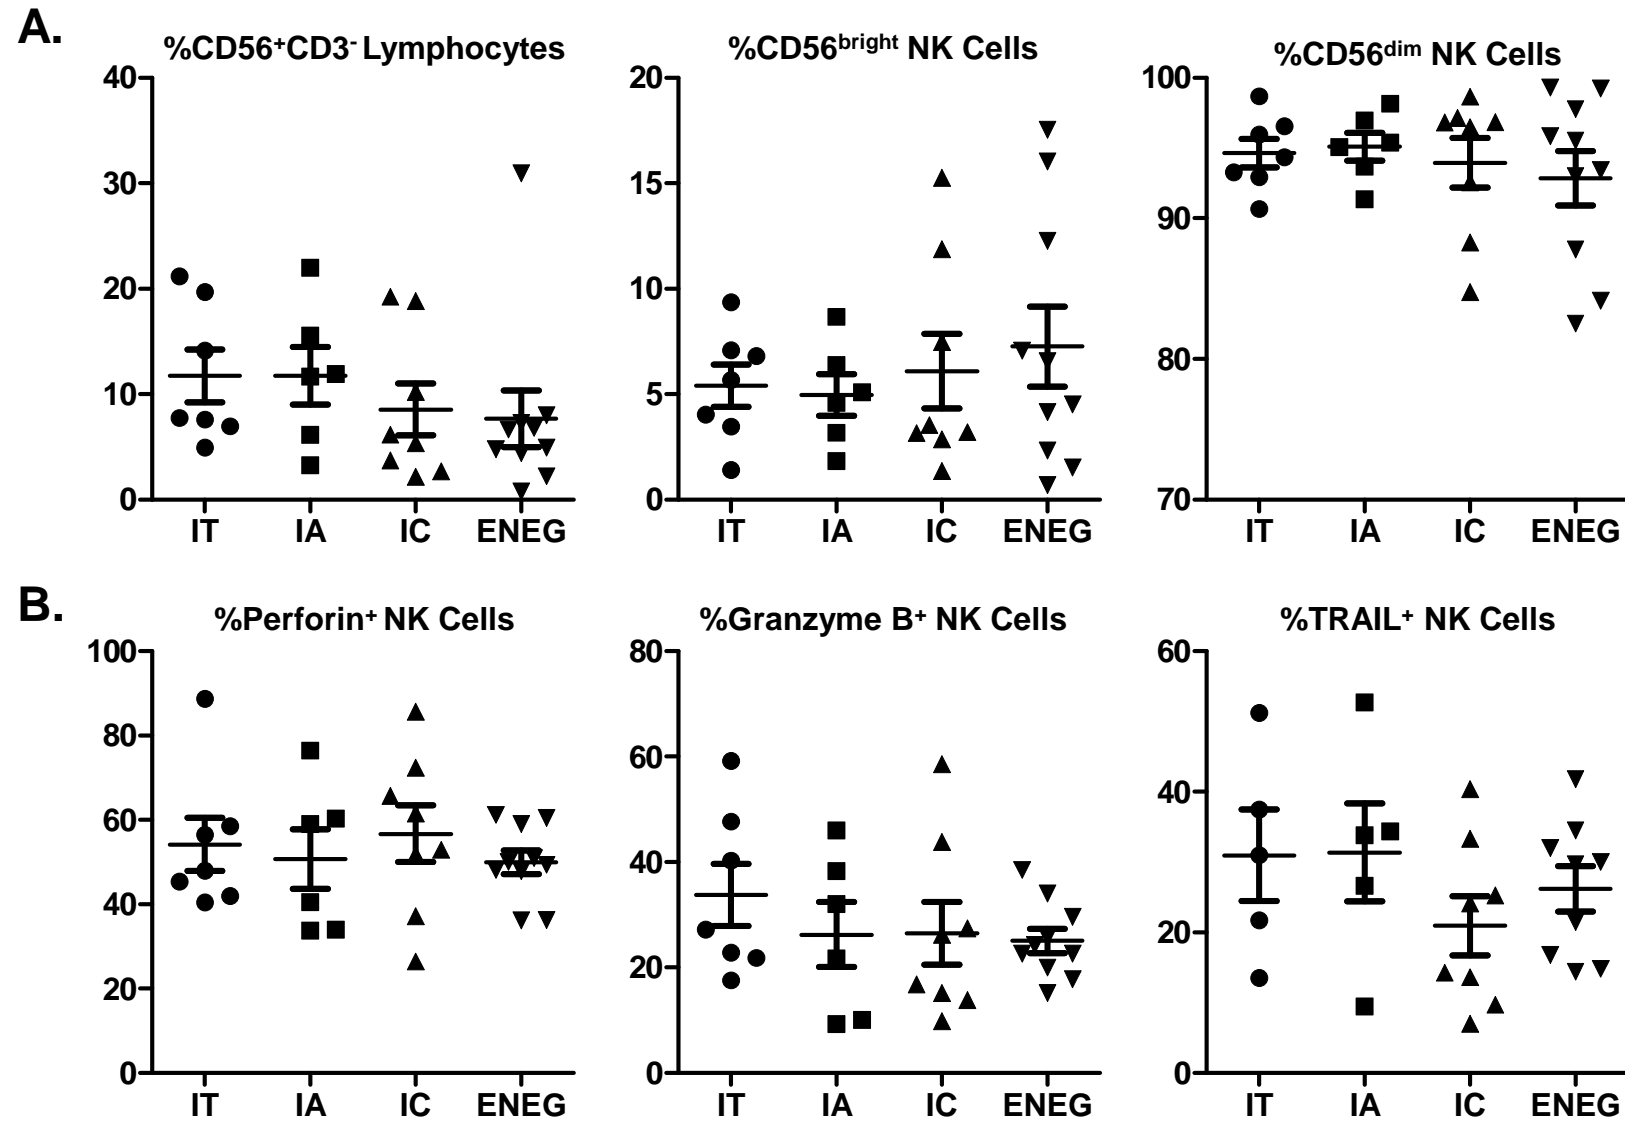 A.
%CD56⁺CD3⁻ Lymphocytes
40
30
20
10
0
IT IA IC ENEG
%CD56ᵇʳⁱᵍʰᵗ NK Cells
20
15
10
5
0
IT IA IC ENEG
%CD56ᵈⁱᵐ NK Cells
100
90
80
70
IT IA IC ENEG
B.
%Perforin⁺ NK Cells
100
80
60
40
20
0
IT IA IC ENEG
%Granzyme B⁺ NK Cells
80
60
40
20
0
IT IA IC ENEG
%TRAIL⁺ NK Cells
60
40
20
0
IT IA IC ENEG